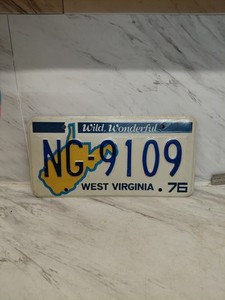 Wild, Wonderful
NG-9109
WEST VIRGINIA . 76